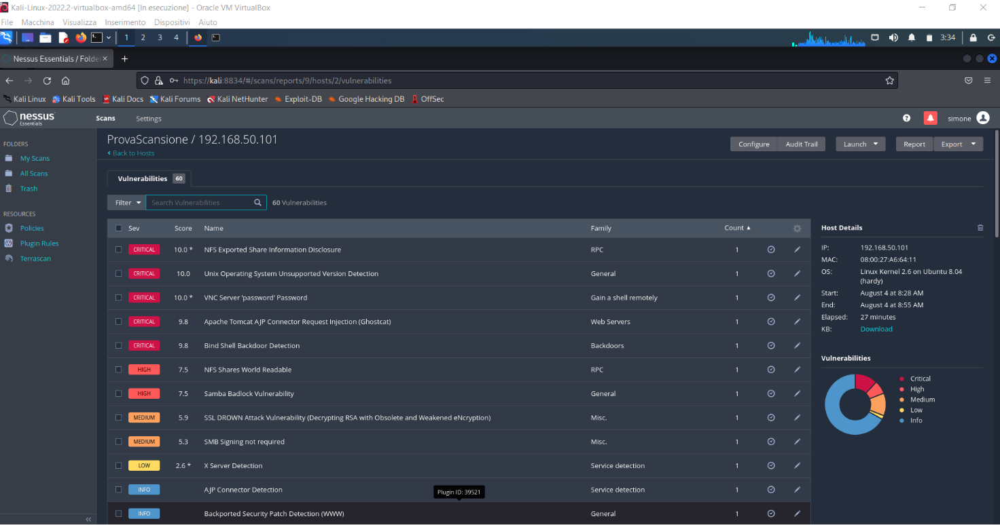 Kali-Linux-2022.2-virtualbox-amd64 [In esecuzione] - Oracle VM VirtualBox
File Macchina Visualizza Inserimento Dispositivi Aiuto
1 2 3 4 3:34
Nessus Essentials / Folde
https://kali:8834/#/scans/reports/9/hosts/2/vulnerabilities
Kali Linux Kali Tools Kali Docs Kali Forums Kali NetHunter Exploit-DB Google Hacking DB OffSec
nessus Essentials Scans Settings simone
FOLDERS
My Scans
All Scans
Trash
RESOURCES
Policies
Plugin Rules
Terrascan
ProvaScansione / 192.168.50.101
Back to Hosts
Configure Audit Trail Launch Report Export
Vulnerabilities 60
Filter Search Vulnerabilities 60 Vulnerabilities
Sev Score Name Family Count
CRITICAL 10.0 * NFS Exported Share Information Disclosure RPC 1
CRITICAL 10.0 Unix Operating System Unsupported Version Detection General 1
CRITICAL 10.0 * VNC Server 'password' Password Gain a shell remotely 1
CRITICAL 9.8 Apache Tomcat AJP Connector Request Injection (Ghostcat) Web Servers 1
CRITICAL 9.8 Bind Shell Backdoor Detection Backdoors 1
HIGH 7.5 NFS Shares World Readable RPC 1
HIGH 7.5 Samba Badlock Vulnerability General 1
MEDIUM 5.9 SSL DROWN Attack Vulnerability (Decrypting RSA with Obsolete and Weakened eNcryption) Misc. 1
MEDIUM 5.3 SMB Signing not required Misc. 1
LOW 2.6 * X Server Detection Service detection 1
INFO AJP Connector Detection Service detection 1
Plugin ID: 39521
INFO Backported Security Patch Detection (WWW) General 1
Host Details
IP: 192.168.50.101
MAC: 08:00:27:A6:64:11
OS: Linux Kernel 2.6 on Ubuntu 8.04
(hardy)
Start: August 4 at 8:28 AM
End: August 4 at 8:55 AM
Elapsed: 27 minutes
KB: Download
Vulnerabilities
Critical
High
Medium
Low
Info